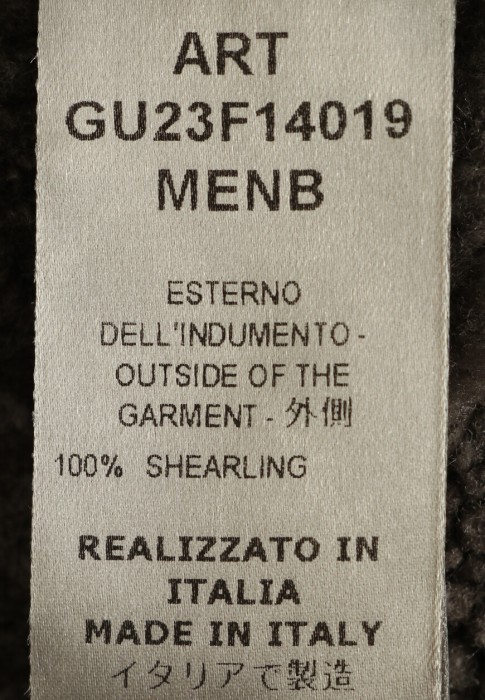 ART
GU23F14019
MENB
ESTERNO
DELL'INDUMENTO -
OUTSIDE OF THE
GARMENT - 外側
100% SHEARLING
REALIZZATO IN
ITALIA
MADE IN ITALY
イタリアで製造